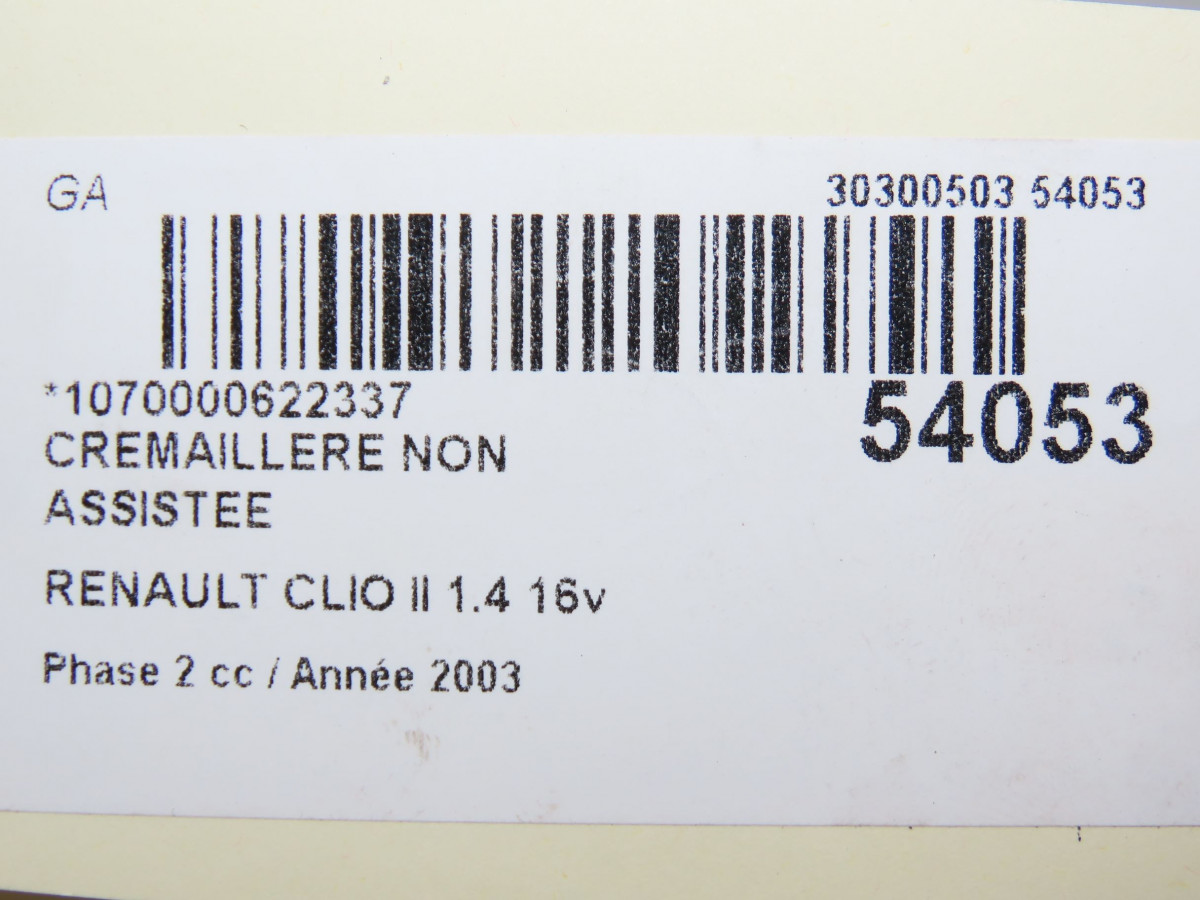 GA
30300503 54053
*1070000622337
54053
CREMAILLERE NON
ASSISTEE
RENAULT CLIO II 1.4 16v
Phase 2 cc / Année 2003